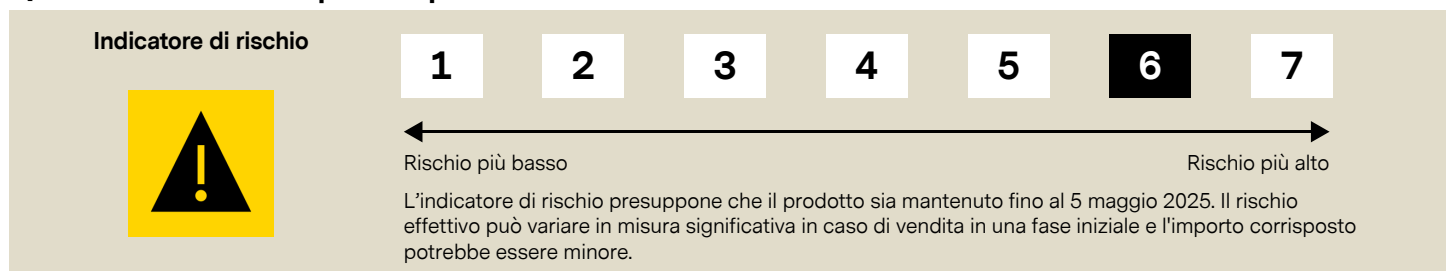 Indicatore di rischio
1 2 3 4 5 6 7
Rischio più basso
Rischio più alto
L'indicatore di rischio presuppone che il prodotto sia mantenuto fino al 5 maggio 2025. Il rischio
effettivo può variare in misura significativa in caso di vendita in una fase iniziale e l'importo corrisposto
potrebbe essere minore.